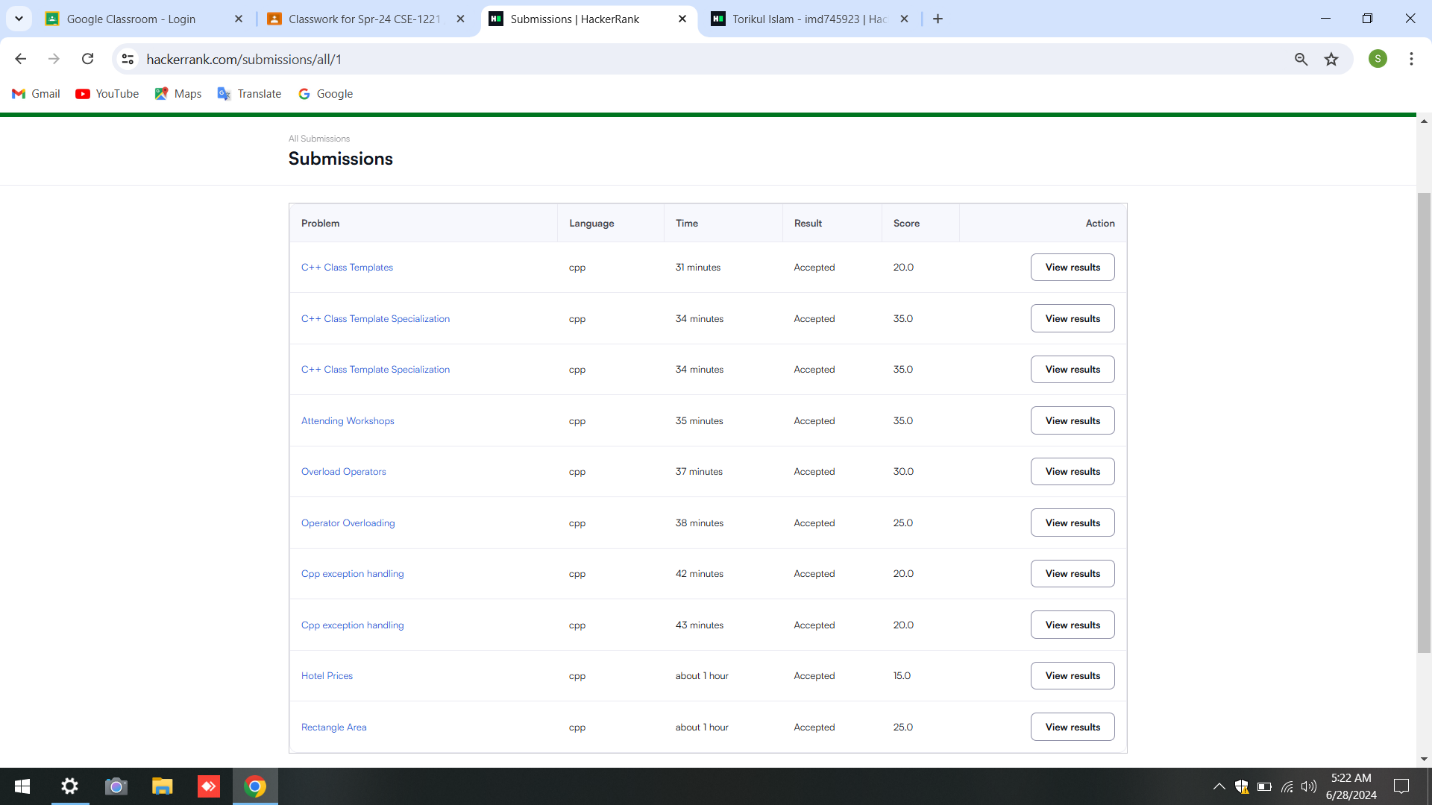 Google Classroom - Login
Classwork for Spr-24 CSE-1221
Submissions | HackerRank
Torikul Islam - imd745923 | Hac
hackerrank.com/submissions/all/1
S
Gmail YouTube Maps Translate Google
All Submissions
Submissions
Problem Language Time Result Score Action
C++ Class Templates cpp 31 minutes Accepted 20.0 View results
C++ Class Template Specialization cpp 34 minutes Accepted 35.0 View results
C++ Class Template Specialization cpp 34 minutes Accepted 35.0 View results
Attending Workshops cpp 35 minutes Accepted 35.0 View results
Overload Operators cpp 37 minutes Accepted 30.0 View results
Operator Overloading cpp 38 minutes Accepted 25.0 View results
Cpp exception handling cpp 42 minutes Accepted 20.0 View results
Cpp exception handling cpp 43 minutes Accepted 20.0 View results
Hotel Prices cpp about 1 hour Accepted 15.0 View results
Rectangle Area cpp about 1 hour Accepted 25.0 View results
5:22 AM
6/28/2024